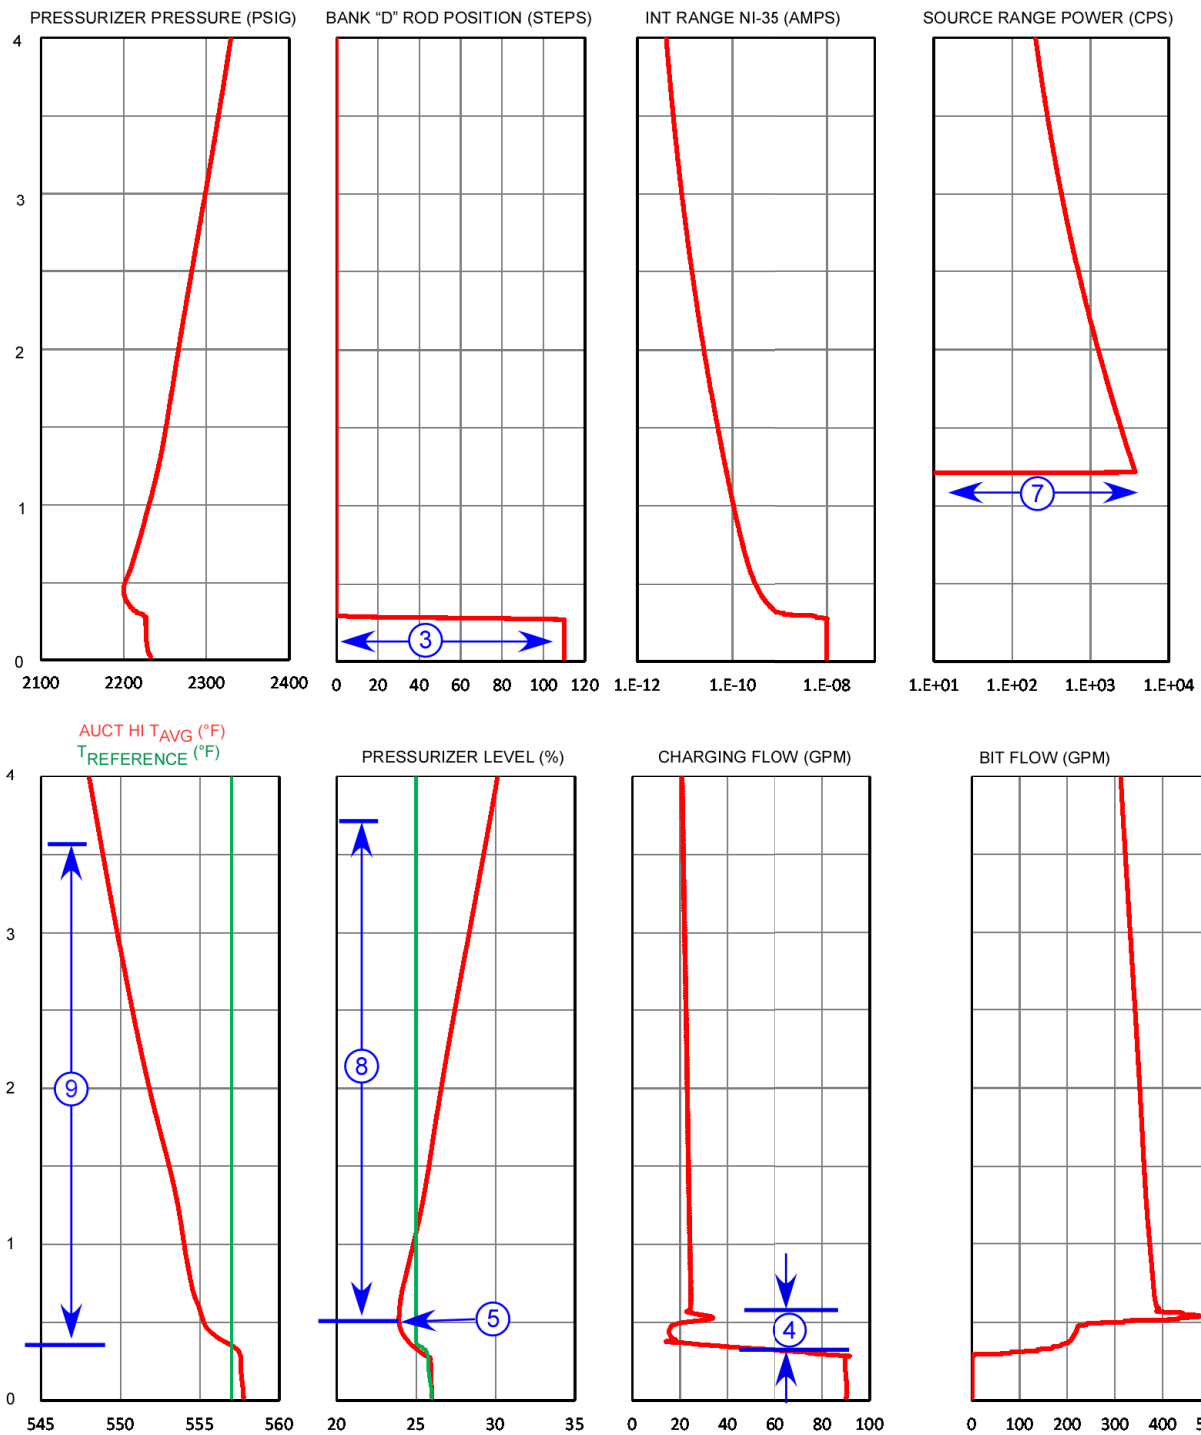 PRESSURIZER PRESSURE (PSIG)
BANK “D” ROD POSITION (STEPS)
INT RANGE NI-35 (AMPS)
SOURCE RANGE POWER (CPS)
4
3
2
1
0
3
7
2100 2200 2300 2400
0 20 40 60 80 100 120
1.E-12 1.E-10 1.E-08
1.E+01 1.E+02 1.E+03 1.E+04
AUCT HI TAVG (°F)
TREFERENCE (°F)
PRESSURIZER LEVEL (%)
CHARGING FLOW (GPM)
BIT FLOW (GPM)
4
3
2
1
0
9
8
5
4
545 550 555 560
20 25 30 35
0 20 40 60 80 100
0 100 200 300 400